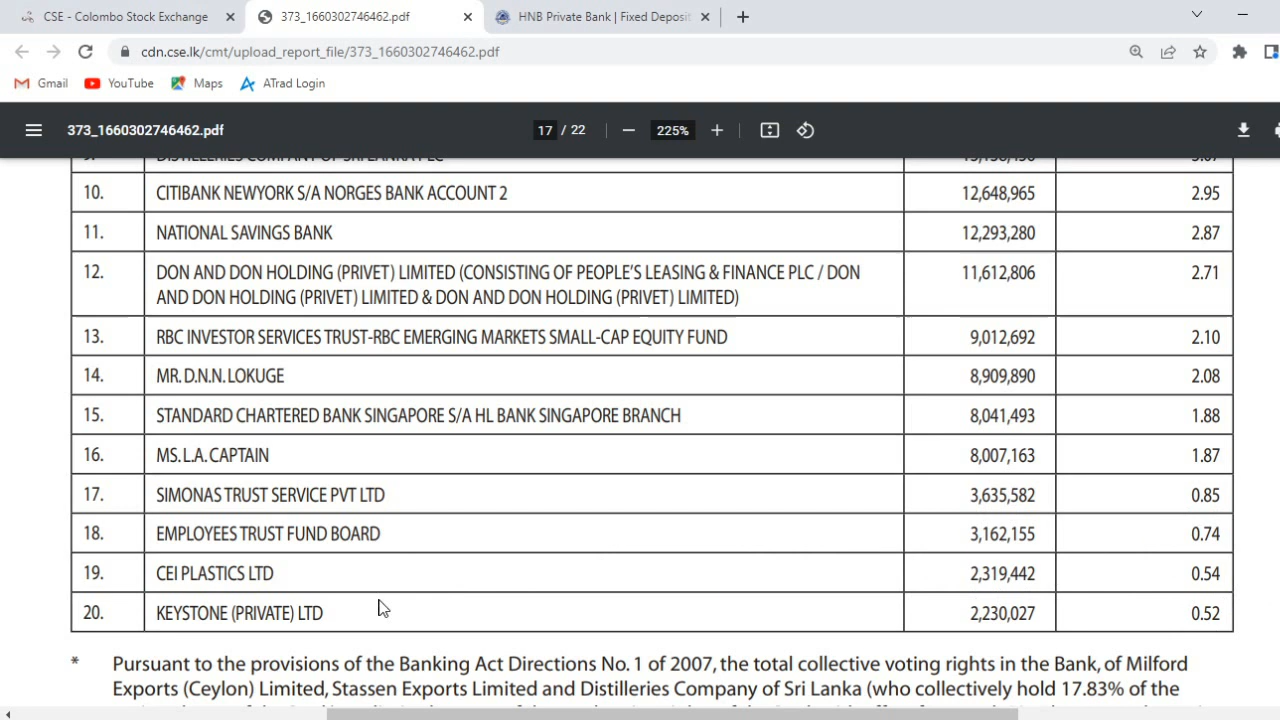 CSE - Colombo Stock Exchange
373_1660302746462.pdf
HNB Private Bank | Fixed Deposit
cdn.cse.lk/cmt/upload_report_file/373_1660302746462.pdf
Gmail YouTube Maps ATrad Login
373_1660302746462.pdf 17 / 22 225%
9. DISTILLERIES COMPANY OF SRI LANKA PLC 3.07
10. CITIBANK NEWYORK S/A NORGES BANK ACCOUNT 2 12,648,965 2.95
11. NATIONAL SAVINGS BANK 12,293,280 2.87
12. DON AND DON HOLDING (PRIVET) LIMITED (CONSISTING OF PEOPLE'S LEASING & FINANCE PLC / DON 11,612,806 2.71
AND DON HOLDING (PRIVET) LIMITED & DON AND DON HOLDING (PRIVET) LIMITED)
13. RBC INVESTOR SERVICES TRUST-RBC EMERGING MARKETS SMALL-CAP EQUITY FUND 9,012,692 2.10
14. MR. D.N.N. LOKUGE 8,909,890 2.08
15. STANDARD CHARTERED BANK SINGAPORE S/A HL BANK SINGAPORE BRANCH 8,041,493 1.88
16. MS. L.A. CAPTAIN 8,007,163 1.87
17. SIMONAS TRUST SERVICE PVT LTD 3,635,582 0.85
18. EMPLOYEES TRUST FUND BOARD 3,162,155 0.74
19. CEI PLASTICS LTD 2,319,442 0.54
20. KEYSTONE (PRIVATE) LTD 2,230,027 0.52
* Pursuant to the provisions of the Banking Act Directions No. 1 of 2007, the total collective voting rights in the Bank, of Milford
Exports (Ceylon) Limited, Stassen Exports Limited and Distilleries Company of Sri Lanka (who collectively hold 17.83% of the